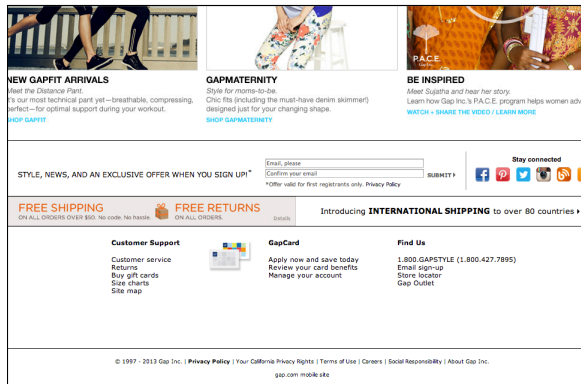 P.A.C.E.
Gap Inc.
NEW GAPFIT ARRIVALS
Meet the Distance Pant.
It's our most technical pant yet—breathable, compressing,
perfect—for optimal support during your workout.
SHOP GAPFIT
GAPMATERNITY
Style for moms-to-be.
Chic fits (including the must-have denim skimmer!)
designed just for your changing shape.
SHOP GAPMATERNITY
BE INSPIRED
Meet Sujatha and hear her story.
Learn how Gap Inc.'s P.A.C.E. program helps women adv
WATCH + SHARE THE VIDEO / LEARN MORE
STYLE, NEWS, AND AN EXCLUSIVE OFFER WHEN YOU SIGN UP!*
Email, please
Confirm your email
SUBMIT
*Offer valid for first registrants only. Privacy Policy
Stay connected
FREE SHIPPING
ON ALL ORDERS OVER $50. No code. No hassle.
FREE RETURNS
ON ALL ORDERS.
Details
Introducing INTERNATIONAL SHIPPING to over 80 countries
Customer Support
Customer service
Returns
Buy gift cards
Size charts
Site map
GapCard
Apply now and save today
Review your card benefits
Manage your account
Find Us
1.800.GAPSTYLE (1.800.427.7895)
Email sign-up
Store locator
Gap Outlet
© 1997 - 2013 Gap Inc. | Privacy Policy | Your California Privacy Rights | Terms of Use | Careers | Social Responsibility | About Gap Inc.
gap.com mobile site